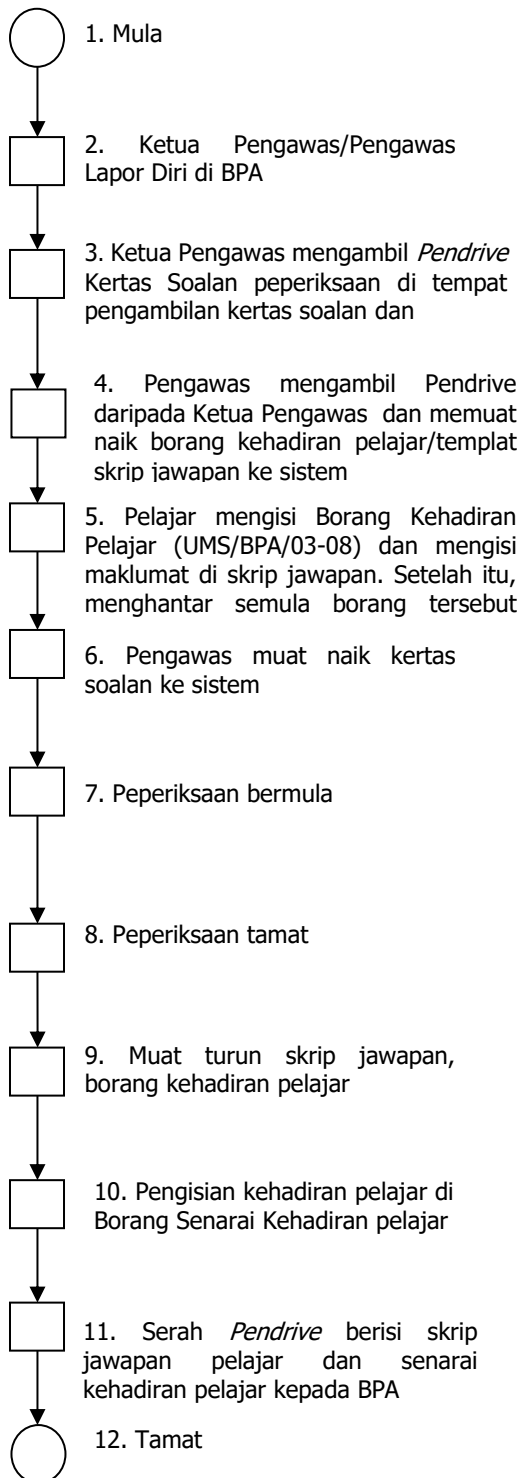 1. Mula
2. Ketua Pengawas/Pengawas
Lapor Diri di BPA
3. Ketua Pengawas mengambil Pendrive
Kertas Soalan peperiksaan di tempat
pengambilan kertas soalan dan
4. Pengawas mengambil Pendrive
daripada Ketua Pengawas dan memuat
naik borang kehadiran pelajar/templat
skrip jawapan ke sistem
5. Pelajar mengisi Borang Kehadiran
Pelajar (UMS/BPA/03-08) dan mengisi
maklumat di skrip jawapan. Setelah itu,
menghantar semula borang tersebut
6. Pengawas muat naik kertas
soalan ke sistem
7. Peperiksaan bermula
8. Peperiksaan tamat
9. Muat turun skrip jawapan,
borang kehadiran pelajar
10. Pengisian kehadiran pelajar di
Borang Senarai Kehadiran pelajar
11. Serah Pendrive berisi skrip
jawapan pelajar dan senarai
kehadiran pelajar kepada BPA
12. Tamat